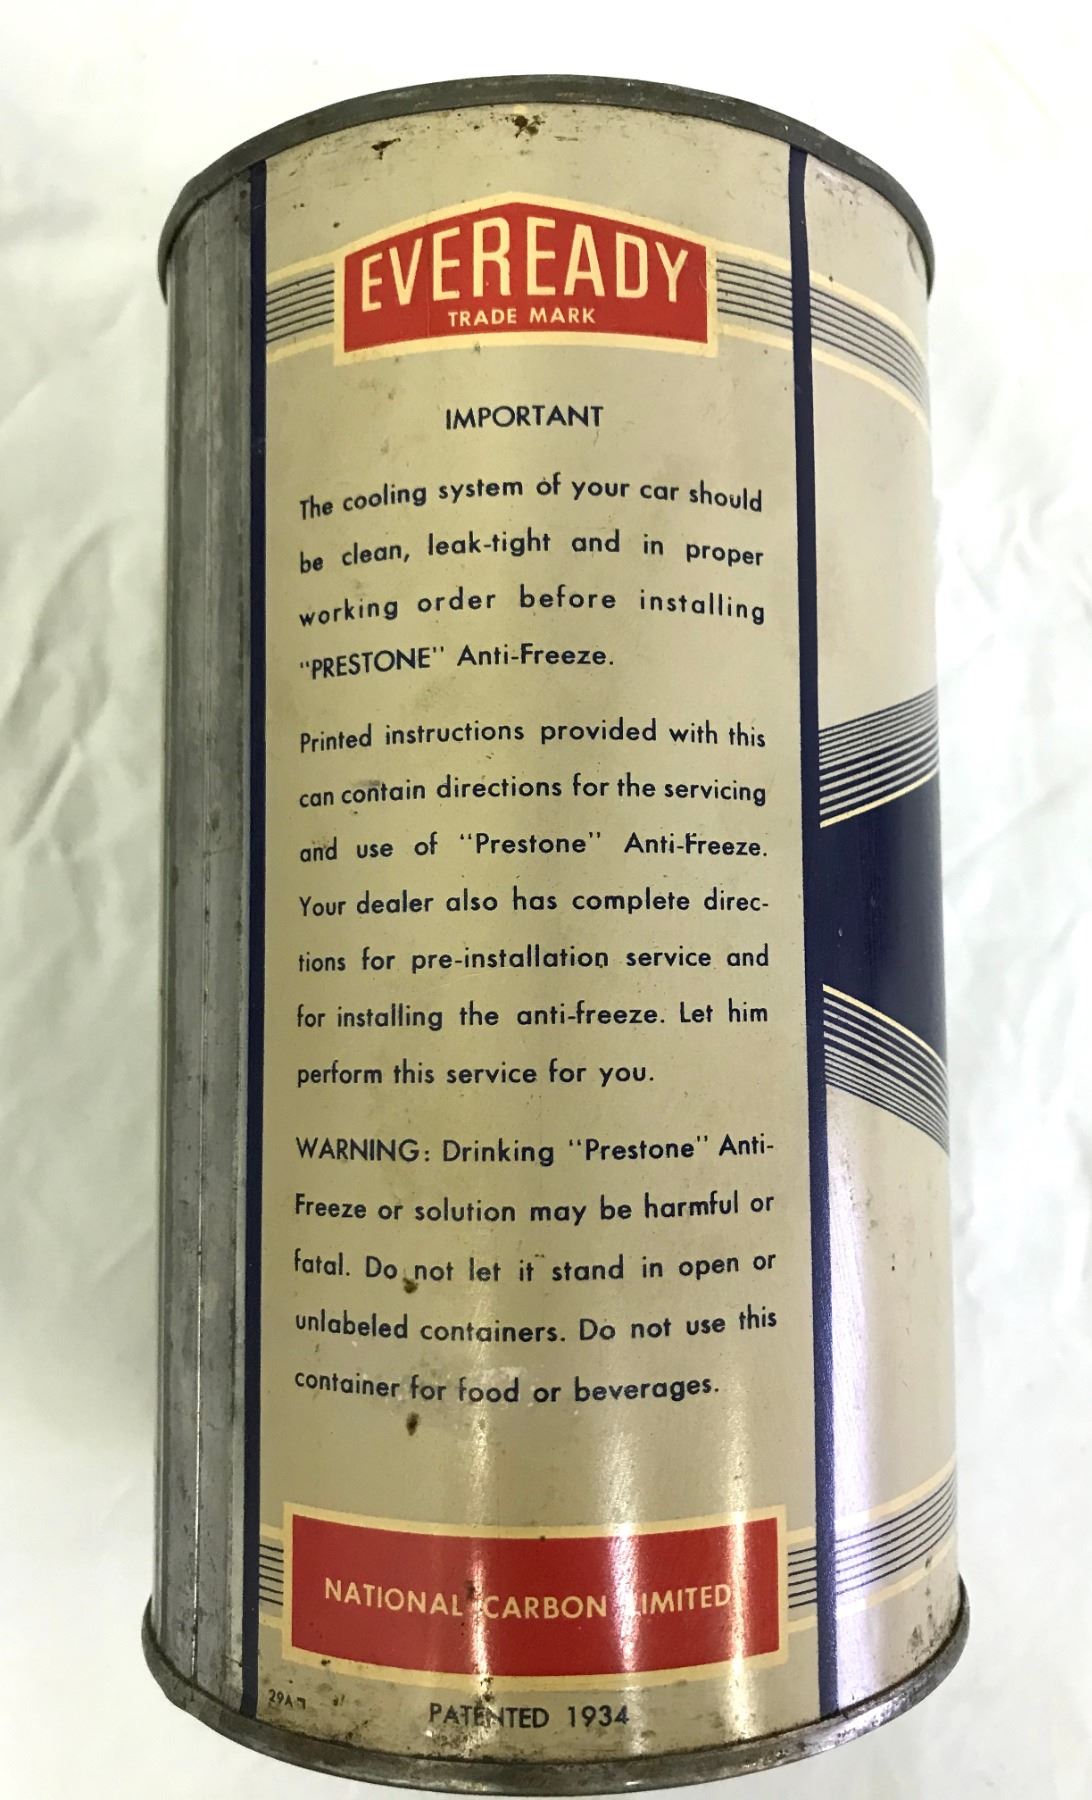 EVEREADY
TRADE MARK
IMPORTANT
The cooling system of your car should
be clean, leak-tight and in proper
working order before installing
"PRESTONE" Anti-Freeze.
Printed instructions provided with this
can contain directions for the servicing
and use of "Prestone" Anti-Freeze.
Your dealer also has complete direc-
tions for pre-installation service and
for installing the anti-freeze. Let him
perform this service for you.
WARNING: Drinking "Prestone" Anti-
Freeze or solution may be harmful or
fatal. Do not let it stand in open or
unlabeled containers. Do not use this
container for food or beverages.
NATIONAL CARBON LIMITED
PATENTED 1934